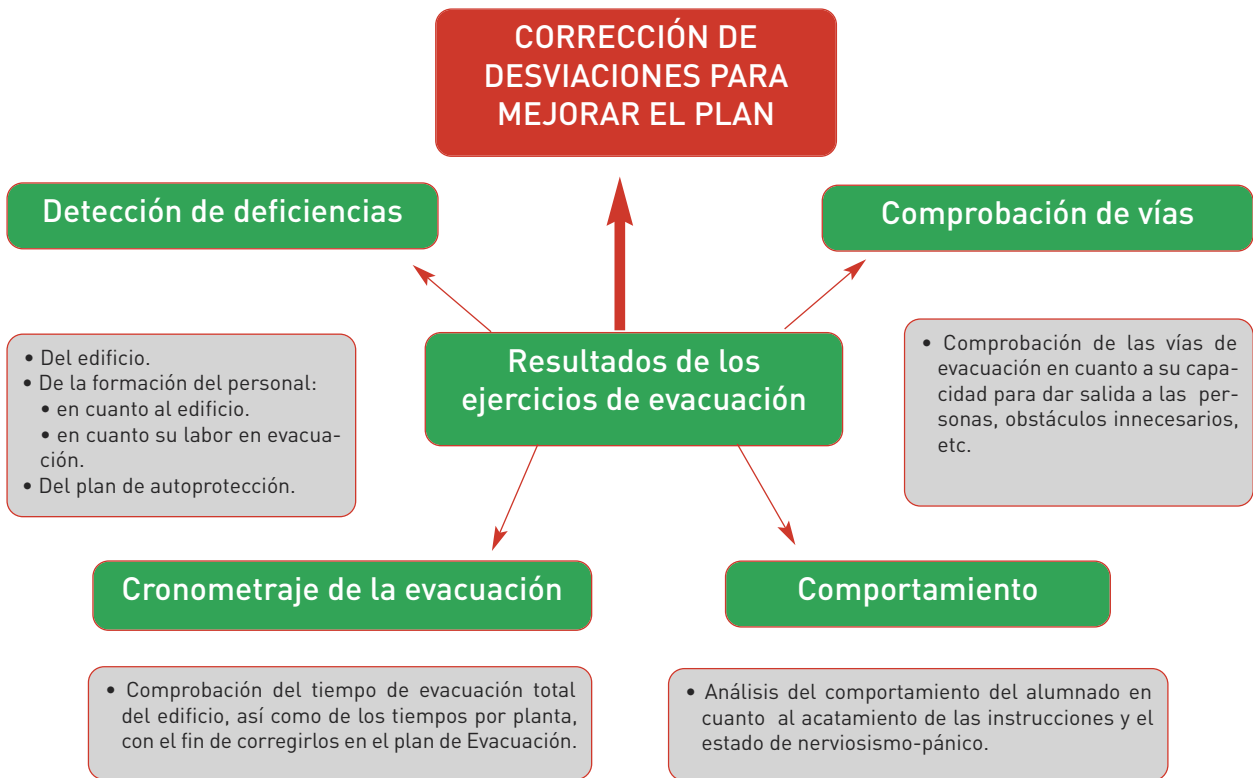 CORRECCIÓN DE
DESVIACIONES PARA
MEJORAR EL PLAN
Detección de deficiencias
Comprobación de vías
• Del edificio.
• De la formación del personal:
• en cuanto al edificio.
• en cuanto su labor en evacua-
ción.
• Del plan de autoprotección.
Resultados de los
ejercicios de evacuación
• Comprobación de las vías de
evacuación en cuanto a su capa-
cidad para dar salida a las per-
sonas, obstáculos innecesarios,
etc.
Cronometraje de la evacuación
Comportamiento
• Comprobación del tiempo de evacuación total
del edificio, así como de los tiempos por planta,
con el fin de corregirlos en el plan de Evacuación.
• Análisis del comportamiento del alumnado en
cuanto al acatamiento de las instrucciones y el
estado de nerviosismo-pánico.